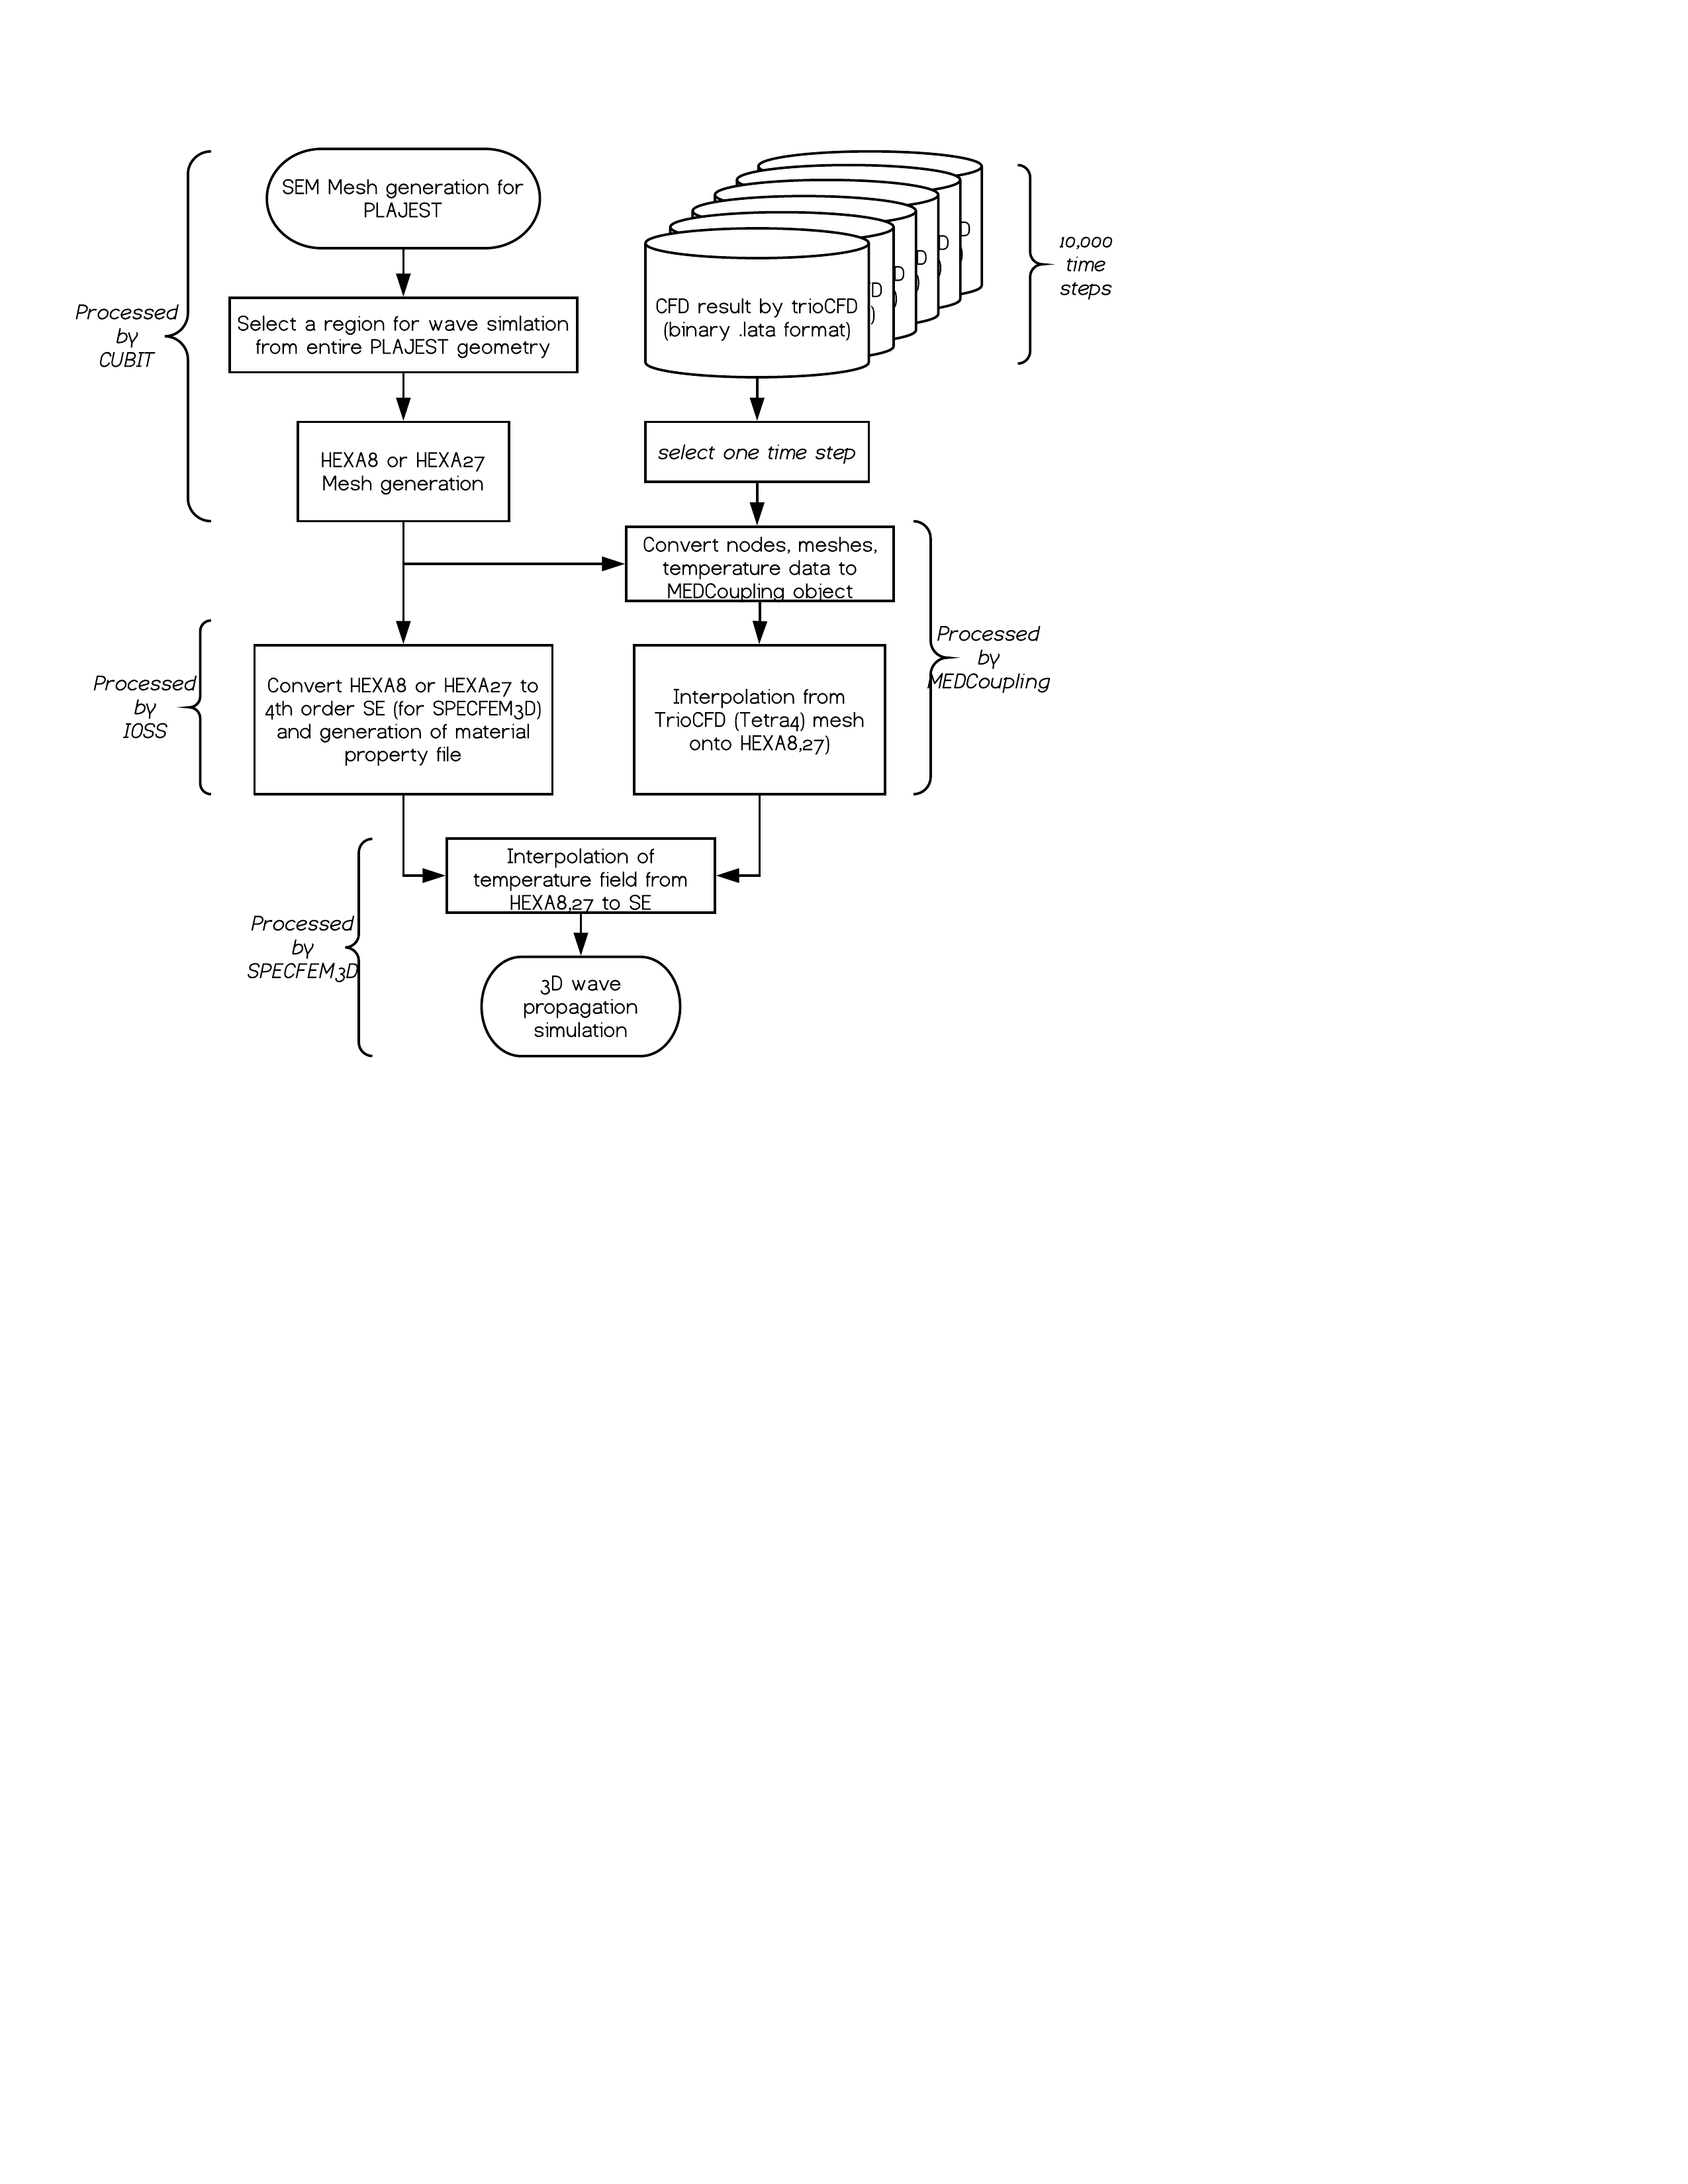 SEM Mesh generation for
PLAJEST
Select a region for wave simlation
from entire PLAJEST geometry
HEXA8 or HEXA27
Mesh generation
Processed
by
CUBIT
CFD result by trioCFD
(binary .lata format)
D
)
D
)
D
)
D
)
D
)
10,000
time
steps
select one time step
Convert nodes, meshes,
temperature data to
MEDCoupling object
Processed
by
MEDCoupling
Processed
by
IOSS
Convert HEXA8 or HEXA27 to
4th order SE (for SPECFEM3D)
and generation of material
property file
Interpolation from
TrioCFD (Tetra4) mesh
onto HEXA8,27)
Processed
by
SPECFEM3D
Interpolation of
temperature field from
HEXA8,27 to SE
3D wave
propagation
simulation